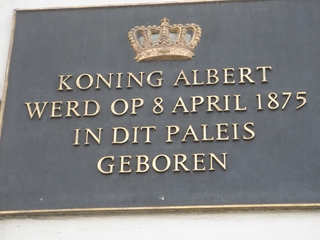 KONING ALBERT
WERD OP 8 APRIL 1875
IN DIT PALEIS
GEBOREN